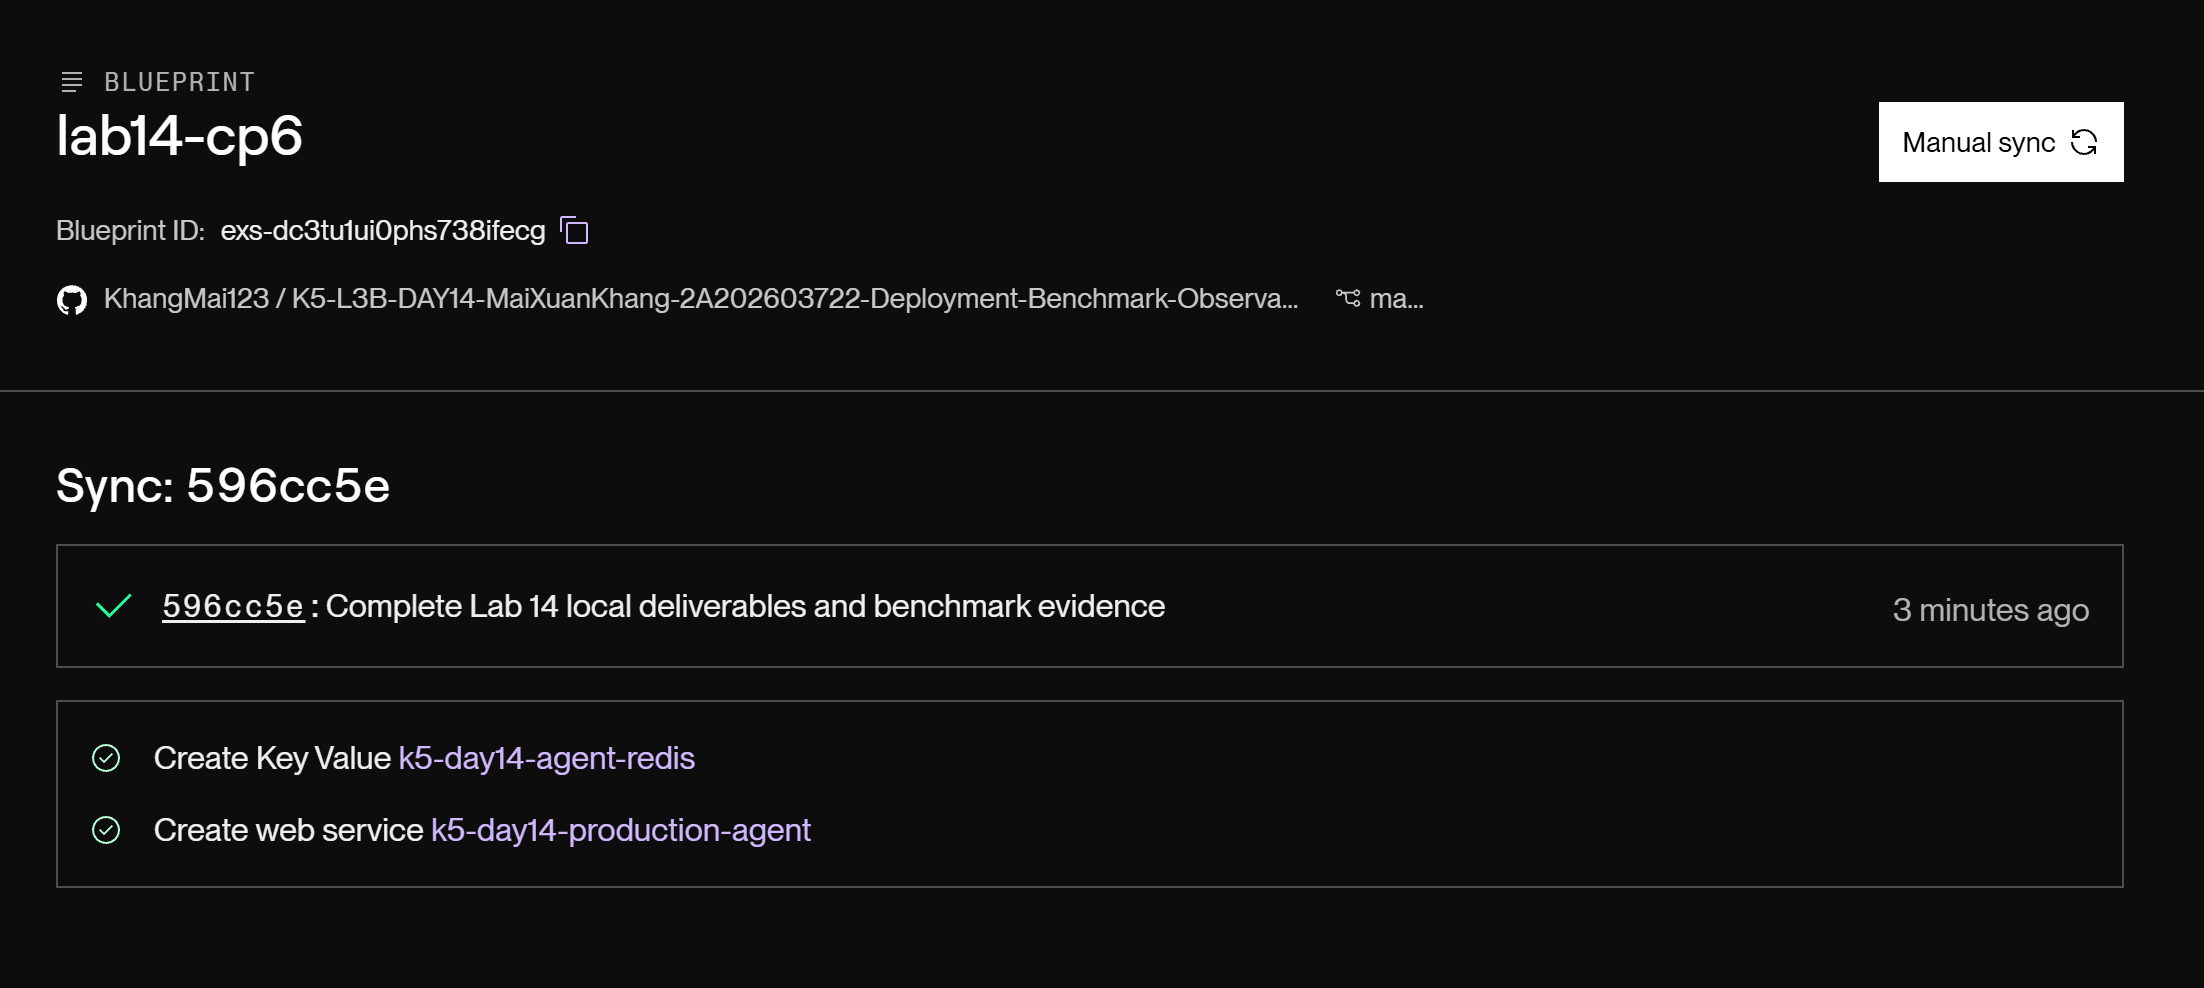 BLUEPRINT
lab14-cp6
Manual sync
Blueprint ID: exs-dc3tu1ui0phs738ifecg
KhangMai123 / K5-L3B-DAY14-MaiXuanKhang-2A202603722-Deployment-Benchmark-Observa... ma...
Sync: 596cc5e
596cc5e: Complete Lab 14 local deliverables and benchmark evidence
3 minutes ago
Create Key Value k5-day14-agent-redis
Create web service k5-day14-production-agent